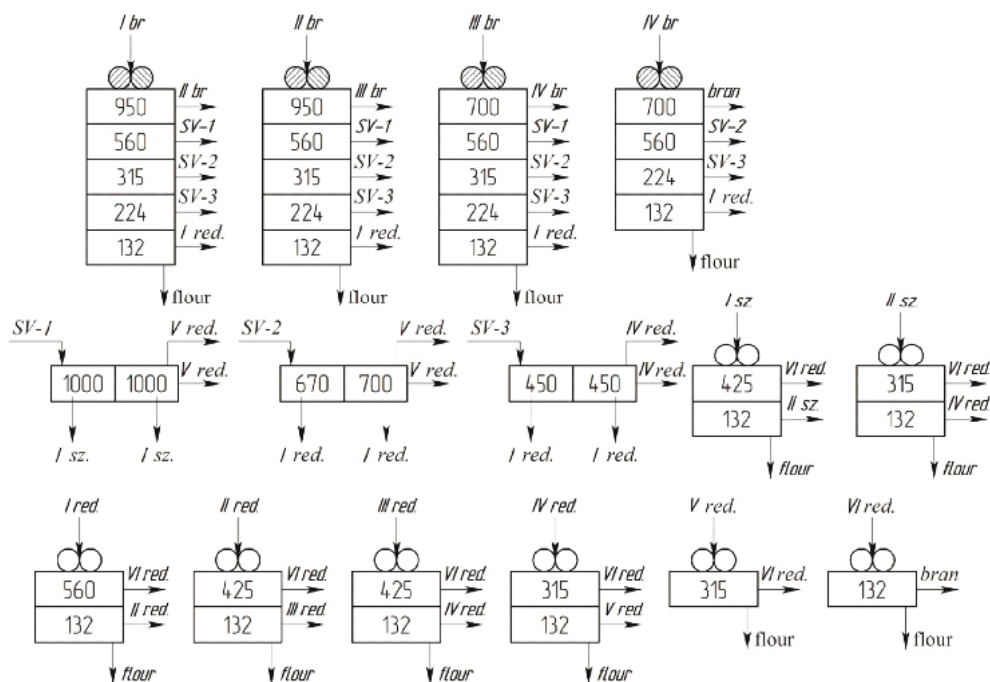 I br
II br
III br
IV br
950
II br
560
SV-1
315
SV-2
224
SV-3
132
I red.
flour
950
III br
560
SV-1
315
SV-2
224
SV-3
132
I red.
flour
700
IV br
560
SV-1
315
SV-2
224
SV-3
132
I red.
flour
700
bran
560
SV-2
224
SV-3
132
I red.
flour
SV-1
V red.
1000 1000
V red.
I sz.
I sz.
SV-2
V red.
670 700
V red.
I red.
I red.
SV-3
IV red.
450 450
IV red.
I red.
I red.
I sz.
425
VI red.
132
II sz.
flour
II sz.
315
VI red.
132
IV red.
flour
I red.
560
VI red.
132
II red.
flour
II red.
425
VI red.
132
III red.
flour
III red.
425
VI red.
132
IV red.
flour
IV red.
315
VI red.
132
V red.
flour
V red.
315
VI red.
flour
VI red.
132
bran
flour